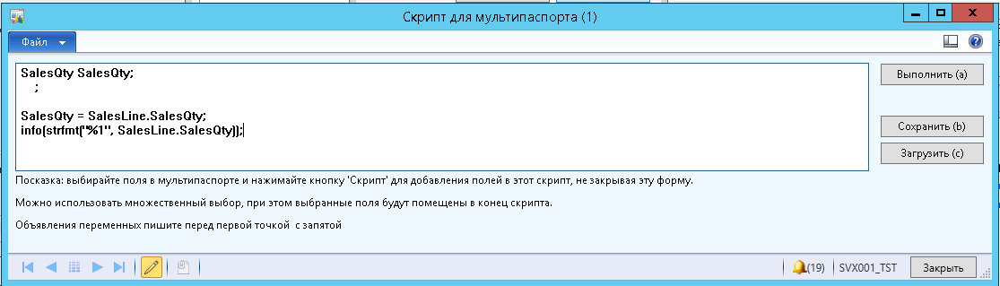 Скрипт для мультипаспорта (1)
Файл
SalesQty SalesQty;
;
SalesQty = SalesLine.SalesQty;
info(strfmt("%1", SalesLine.SalesQty));
Выполнить (a)
Сохранить (b)
Загрузить (c)
Посказка: выбирайте поля в мультипаспорте и нажимайте кнопку 'Скрипт' для добавления полей в этот скрипт, не закрывая эту форму.
Можно использовать множественный выбор, при этом выбранные поля будут помещены в конец скрипта.
Объявления переменных пишите перед первой точкой с запятой
(19) SVX001_TST Закрыть